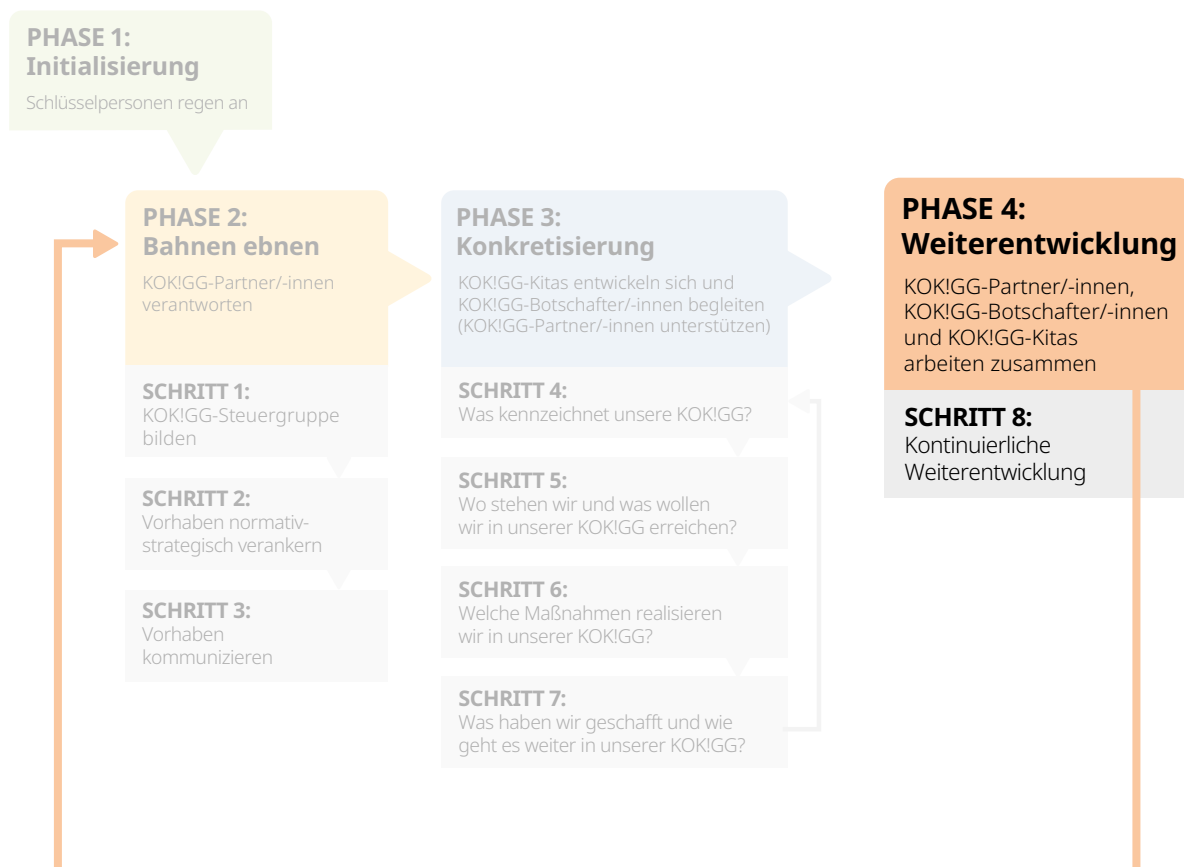 PHASE 1:
Initialisierung
Schlüsselpersonen regen an
PHASE 2:
Bahnen ebnen
KOK!GG-Partner/-innen
verantworten
SCHRITT 1:
KOK!GG-Steuergruppe
bilden
SCHRITT 2:
Vorhaben normativ-
strategisch verankern
SCHRITT 3:
Vorhaben
kommunizieren
PHASE 3:
Konkretisierung
KOK!GG-Kitas entwickeln sich und
KOK!GG-Botschafter/-innen begleiten
(KOK!GG-Partner/-innen unterstützen)
SCHRITT 4:
Was kennzeichnet unsere KOK!GG?
SCHRITT 5:
Wo stehen wir und was wollen
wir in unserer KOK!GG erreichen?
SCHRITT 6:
Welche Maßnahmen realisieren
wir in unserer KOK!GG?
SCHRITT 7:
Was haben wir geschafft und wie
geht es weiter in unserer KOK!GG?
PHASE 4:
Weiterentwicklung
KOK!GG-Partner/-innen,
KOK!GG-Botschafter/-innen
und KOK!GG-Kitas
arbeiten zusammen
SCHRITT 8:
Kontinuierliche
Weiterentwicklung